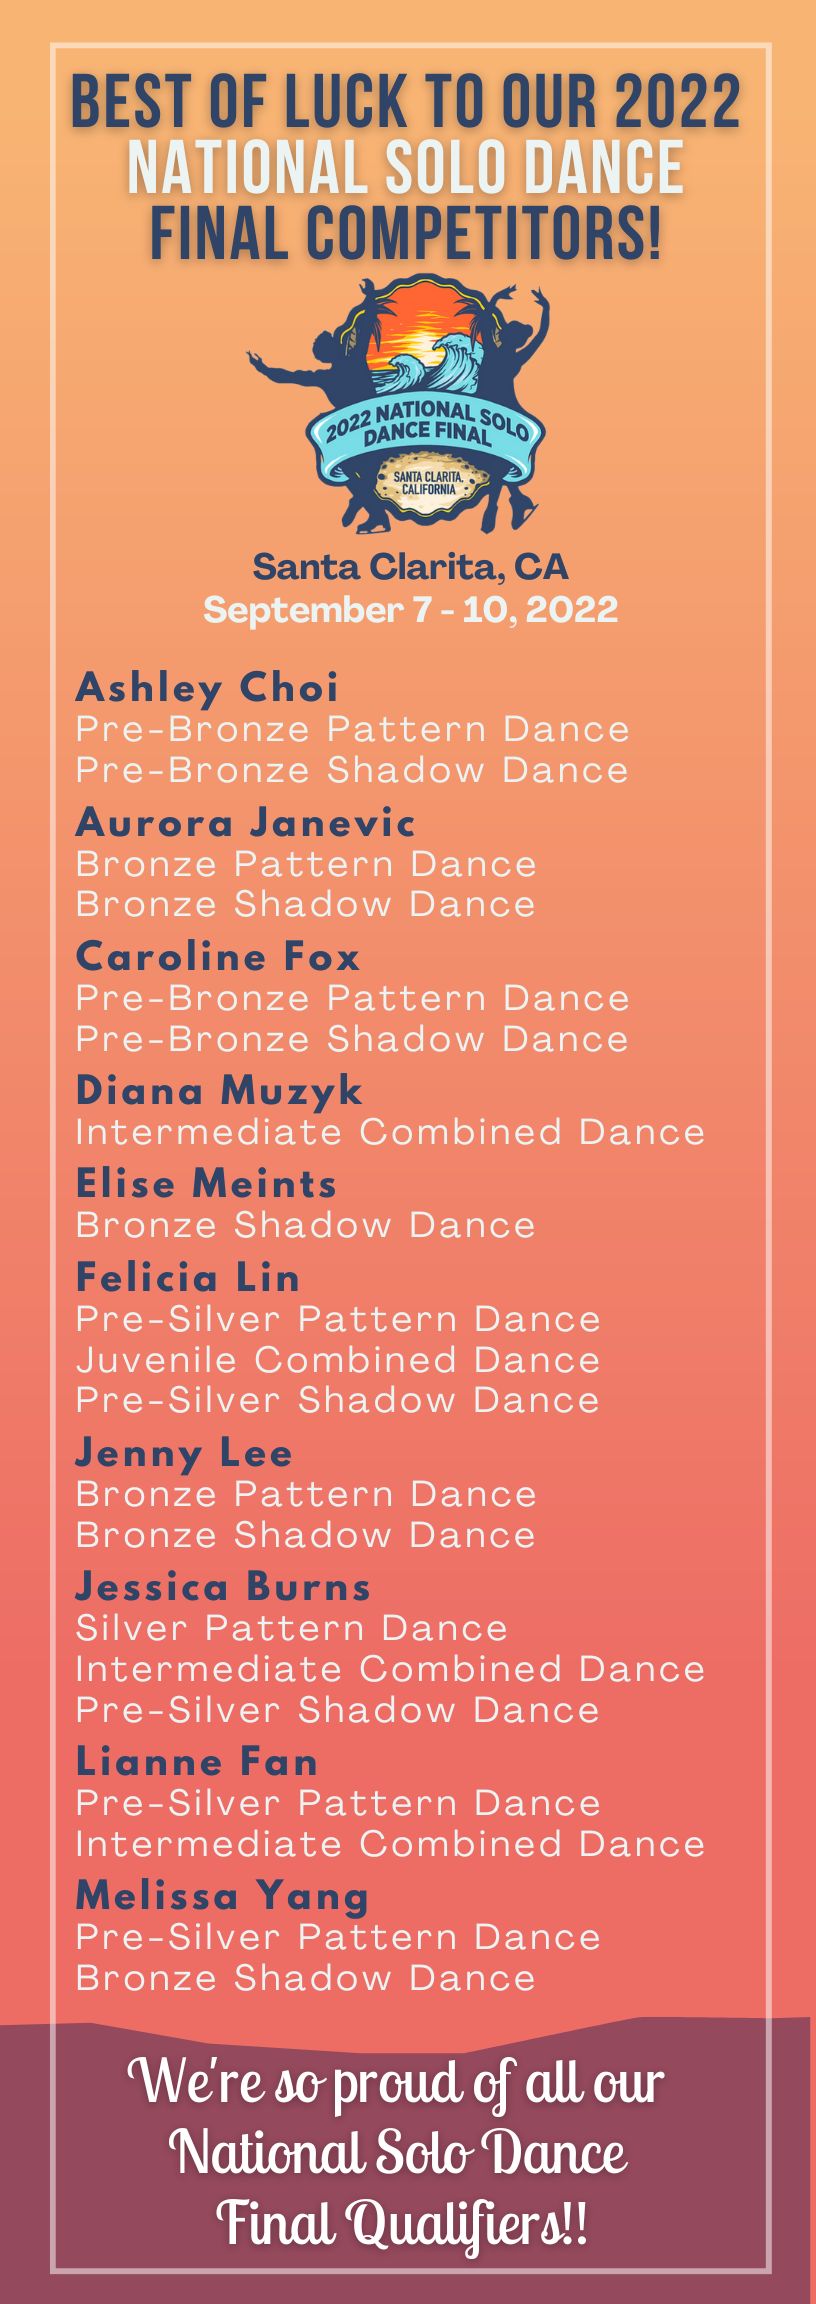 BEST OF LUCK TO OUR 2022
NATIONAL SOLO DANCE
FINAL COMPETITORS!
2022 NATIONAL SOLO
DANCE FINAL
SANTA CLARITA,
CALIFORNIA
Santa Clarita, CA
September 7 - 10, 2022
Ashley Choi
Pre-Bronze Pattern Dance
Pre-Bronze Shadow Dance
Aurora Janevic
Bronze Pattern Dance
Bronze Shadow Dance
Caroline Fox
Pre-Bronze Pattern Dance
Pre-Bronze Shadow Dance
Diana Muzyk
Intermediate Combined Dance
Elise Meints
Bronze Shadow Dance
Felicia Lin
Pre-Silver Pattern Dance
Juvenile Combined Dance
Pre-Silver Shadow Dance
Jenny Lee
Bronze Pattern Dance
Bronze Shadow Dance
Jessica Burns
Silver Pattern Dance
Intermediate Combined Dance
Pre-Silver Shadow Dance
Lianne Fan
Pre-Silver Pattern Dance
Intermediate Combined Dance
Melissa Yang
Pre-Silver Pattern Dance
Bronze Shadow Dance
We're so proud of all our
National Solo Dance
Final Qualifiers!!